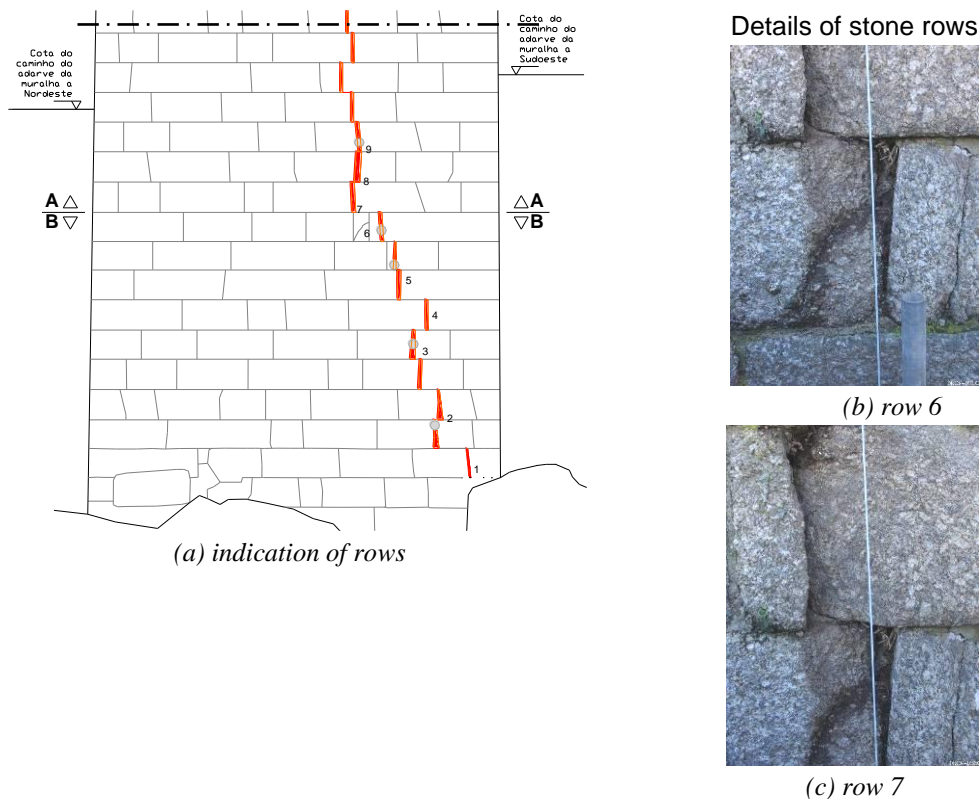 Cota do
caminho do
adarve da
muralha a
Nordeste
Cota do
caminho do
adarve da
muralha a
Sudoeste
A
B
A
B
9
8
7
6
5
4
3
2
1
(a) indication of rows
Details of stone rows
(b) row 6
(c) row 7